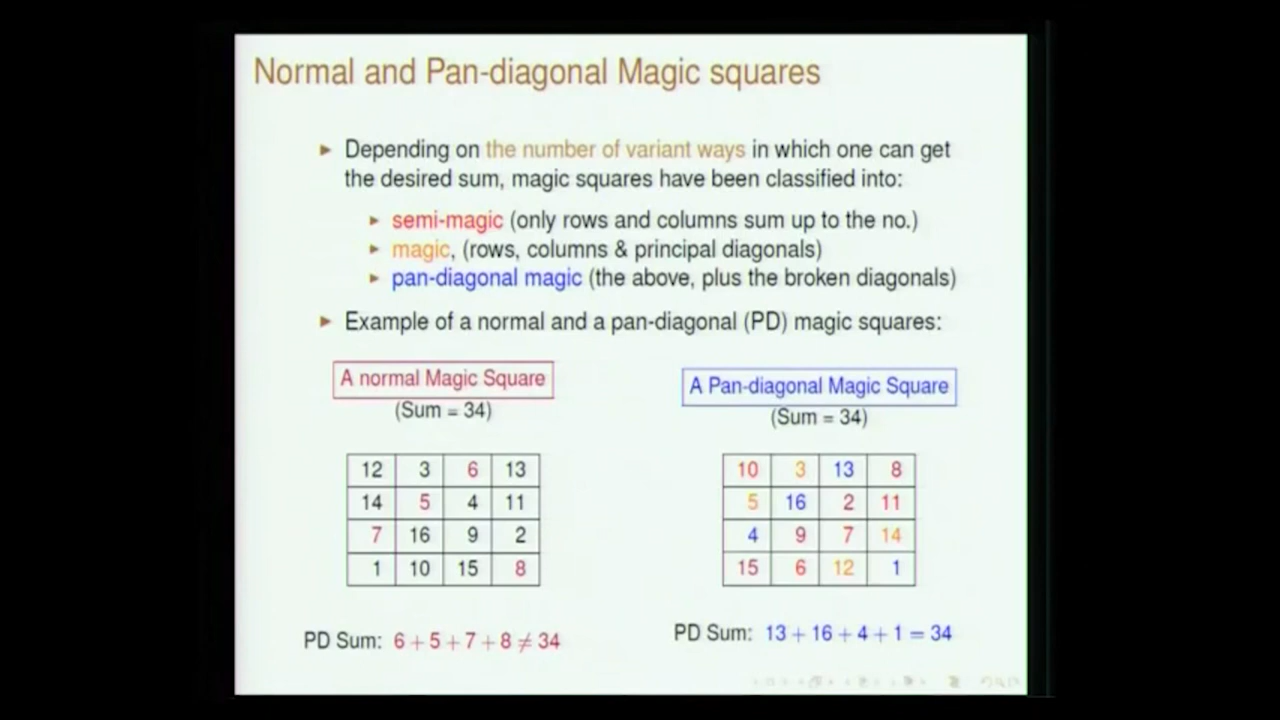 Normal and Pan-diagonal Magic squares
▶ Depending on the number of variant ways in which one can get
the desired sum, magic squares have been classified into:
▶ semi-magic (only rows and columns sum up to the no.)
▶ magic, (rows, columns & principal diagonals)
▶ pan-diagonal magic (the above, plus the broken diagonals)
▶ Example of a normal and a pan-diagonal (PD) magic squares:
A normal Magic Square
(Sum = 34)
12 3 6 13
14 5 4 11
7 16 9 2
1 10 15 8
PD Sum: 6 + 5 + 7 + 8 ≠ 34
A Pan-diagonal Magic Square
(Sum = 34)
10 3 13 8
5 16 2 11
4 9 7 14
15 6 12 1
PD Sum: 13 + 16 + 4 + 1 = 34